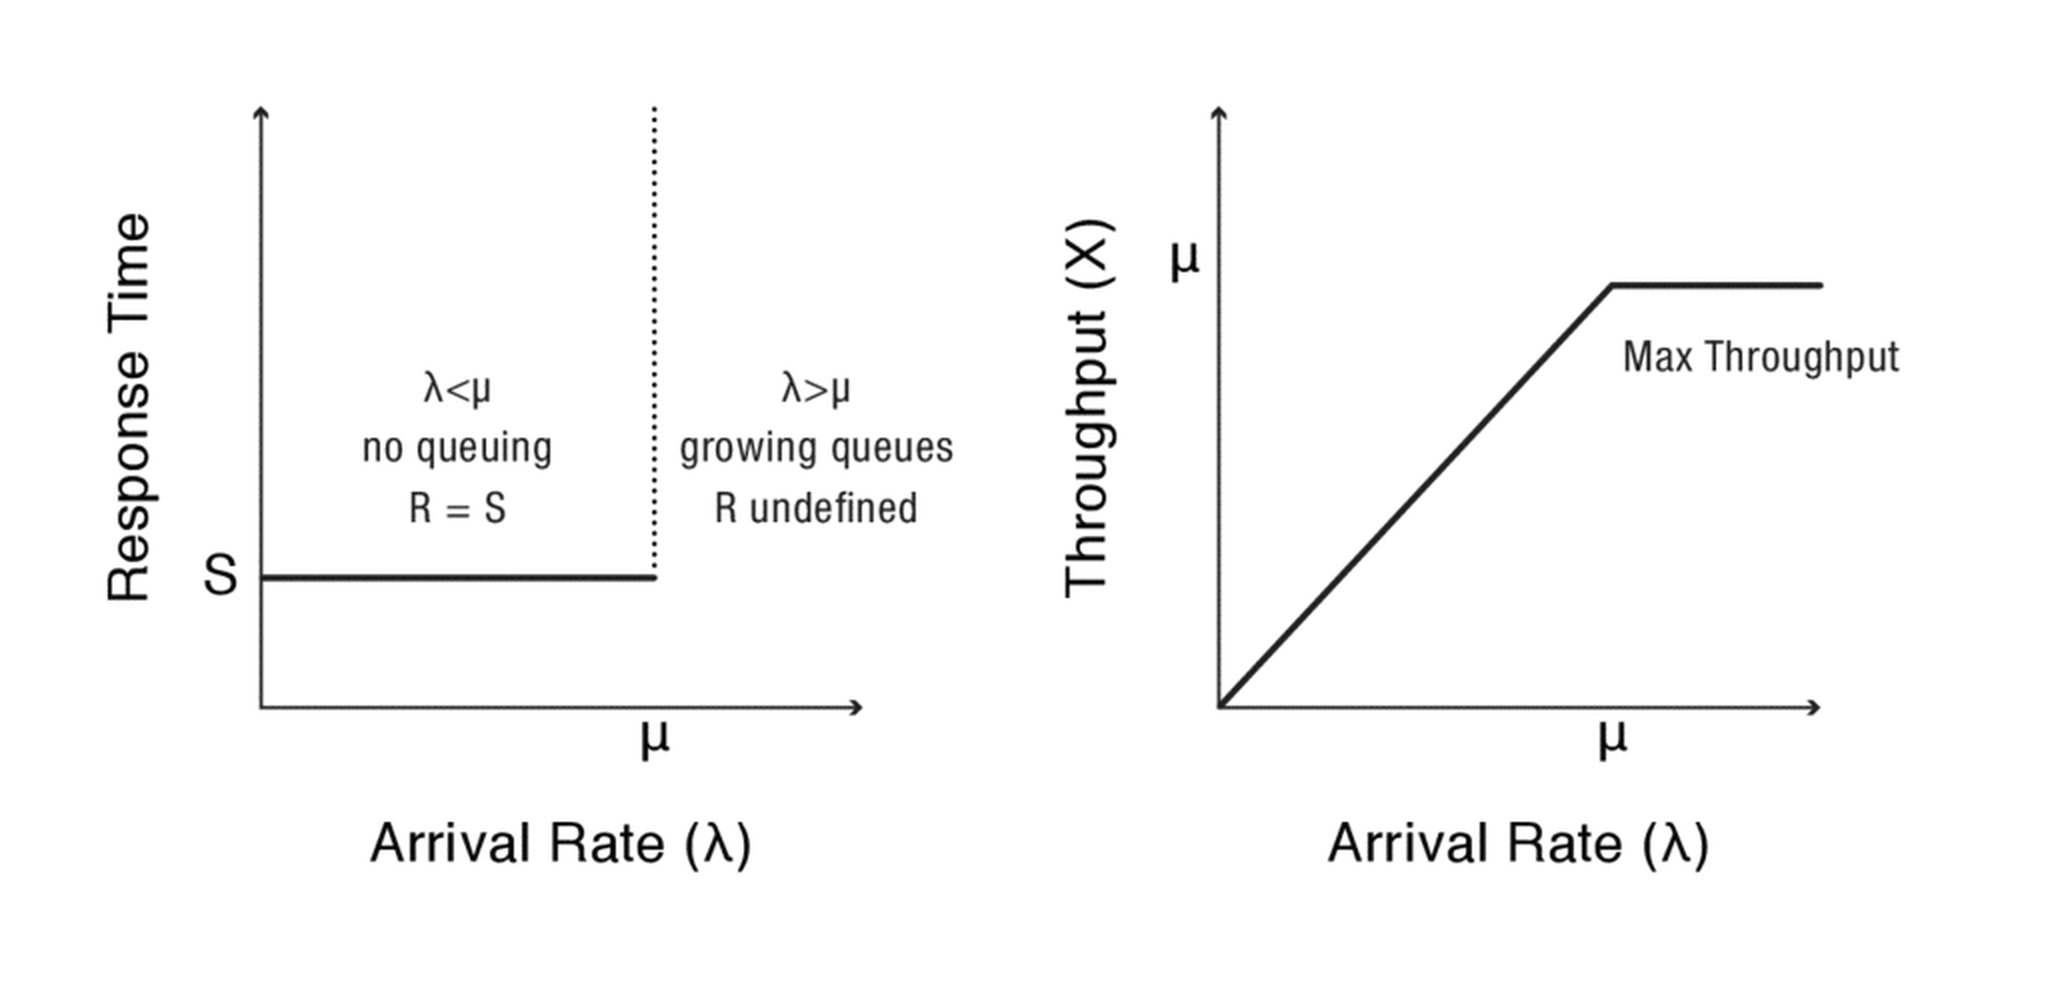 Response Time
S
λ<μ
no queuing
R = S
λ>μ
growing queues
R undefined
μ
Arrival Rate (λ)
Throughput (X)
μ
Max Throughput
μ
Arrival Rate (λ)